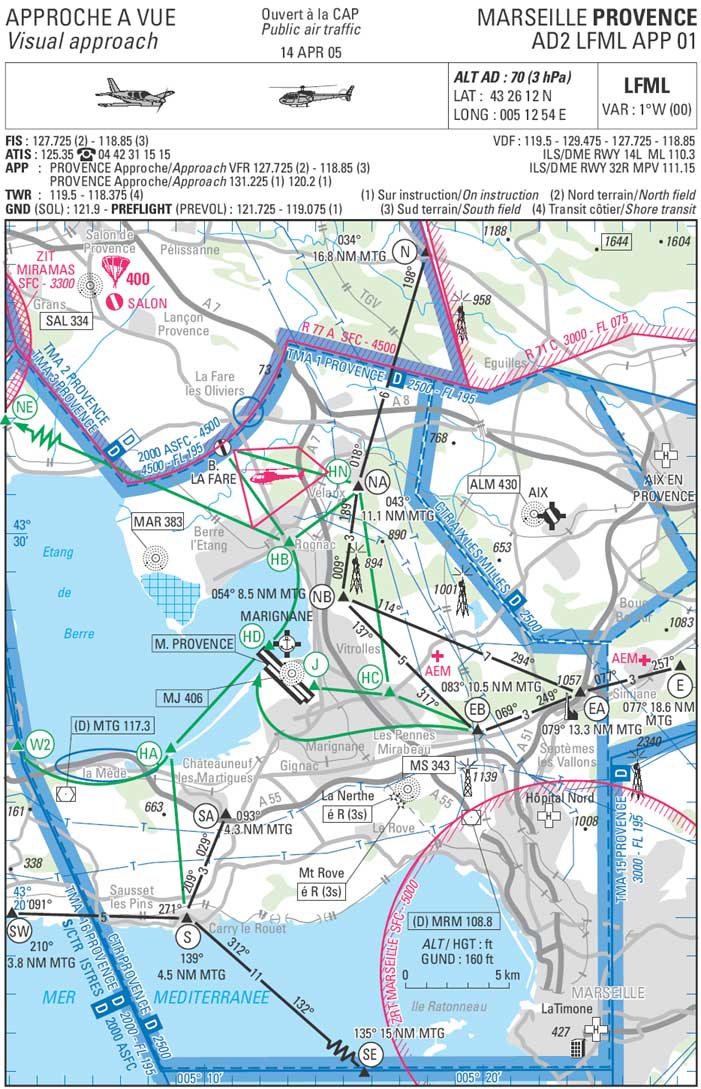 APPROCHE A VUE
Visual approach
Ouvert à la CAP
Public air traffic
14 APR 05
MARSEILLE PROVENCE
AD2 LFML APP 01
ALT AD : 70 (3 hPa)
LAT : 43 26 12 N
LONG : 005 12 54 E
LFML
VAR : 1°W (00)
FIS : 127.725 (2) - 118.85 (3)
ATIS : 125.35 ☎ 04 42 31 15 15
APP : PROVENCE Approche/Approach VFR 127.725 (2) - 118.85 (3)
PROVENCE Approche/Approach 131.225 (1) 120.2 (1)
TWR : 119.5 - 118.375 (4)
GND (SOL) : 121.9 - PREFLIGHT (PREVOL) : 121.725 - 119.075 (1)
VDF : 119.5 - 129.475 - 127.725 - 118.85
ILS/DME RWY 14L ML 110.3
ILS/DME RWY 32R MPV 111.15
(1) Sur instruction/On instruction (2) Nord terrain/North field
(3) Sud terrain/South field (4) Transit côtier/Shore transit
Salon de
Provence
Pélissanne
034°
16.8 NM MTG
N
198°
1188
1644
1604
ZIT
MIRAMAS
SFC - 3300
400
SALON
Grans
SAL 334
Lançon
Provence
A 7
TGV
958
R 77 A SFC - 4500
R 71 C 3000 - FL 075
Eguilles
TMA 1 PROVENCE D 2500 - FL 195
TMA 2 PROVENCE
TMA 3 PROVENCE
D
D
2000 ASFC - 4500
4500 - FL 195
La Fare
les Oliviers
73
A 8
6
NE
B.
LA FARE
A 7
018°
768
HN
NA
Velaux
043°
11.1 NM MTG
ALM 430
AIX
AIX EN
PROVENCE
MAR 383
Berre
l'Etang
Rognac
189°
3
890
894
653
CTR AIX LES MILLES D 2500
43°
30'
Etang
de
Berre
HB
009°
054° 8.5 NM MTG
NB
1001
114°
Bouc
1083
MARIGNANE
HD
M. PROVENCE
Vitrolles
137°
5
7
294°
AEM
AEM
1057
077°
3
257°
Simiane
E
077° 18.6 NM
MTG
J
HC
MJ 406
317°
083° 10.5 NM MTG
EB
069°
3
249°
EA
079° 13.3 NM MTG
A 51
(D) MTG 117.3
W2
HA
la Mède
Châteauneuf
les Martigues
Marignane
Gignac
Les Pennes
Mirabeau
Septèmes
les Vallons
2340
MS 343
1139
161
663
SA
093°
4.3 NM MTG
A 55
La Nerthe
é R (3s)
A 55
Le Rove
Hôpital Nord
1008
TMA 15 PROVENCE D
3000 - FL 195
338
029°
3
209°
Mt Rove
é R (3s)
43°
20'
091°
SW
5
Sausset
les Pins
271°
S
Carry le Rouet
210°
3.8 NM MTG
139°
4.5 NM MTG
312°
11
132°
ZRT MARSEILLE SFC - 5000
(D) MRM 108.8
ALT / HGT : ft
GUND : 160 ft
0
5 km
TMA 16 PROVENCE D 2000 - FL 195
S/CTR ISTRES D 2000 ASFC
CTR PROVENCE D 2500
MER MEDITERRANEE
Ile Ratonneau
MARSEILLE
La Timone
427
135° 15 NM MTG
SE
005° 10'
005° 20'